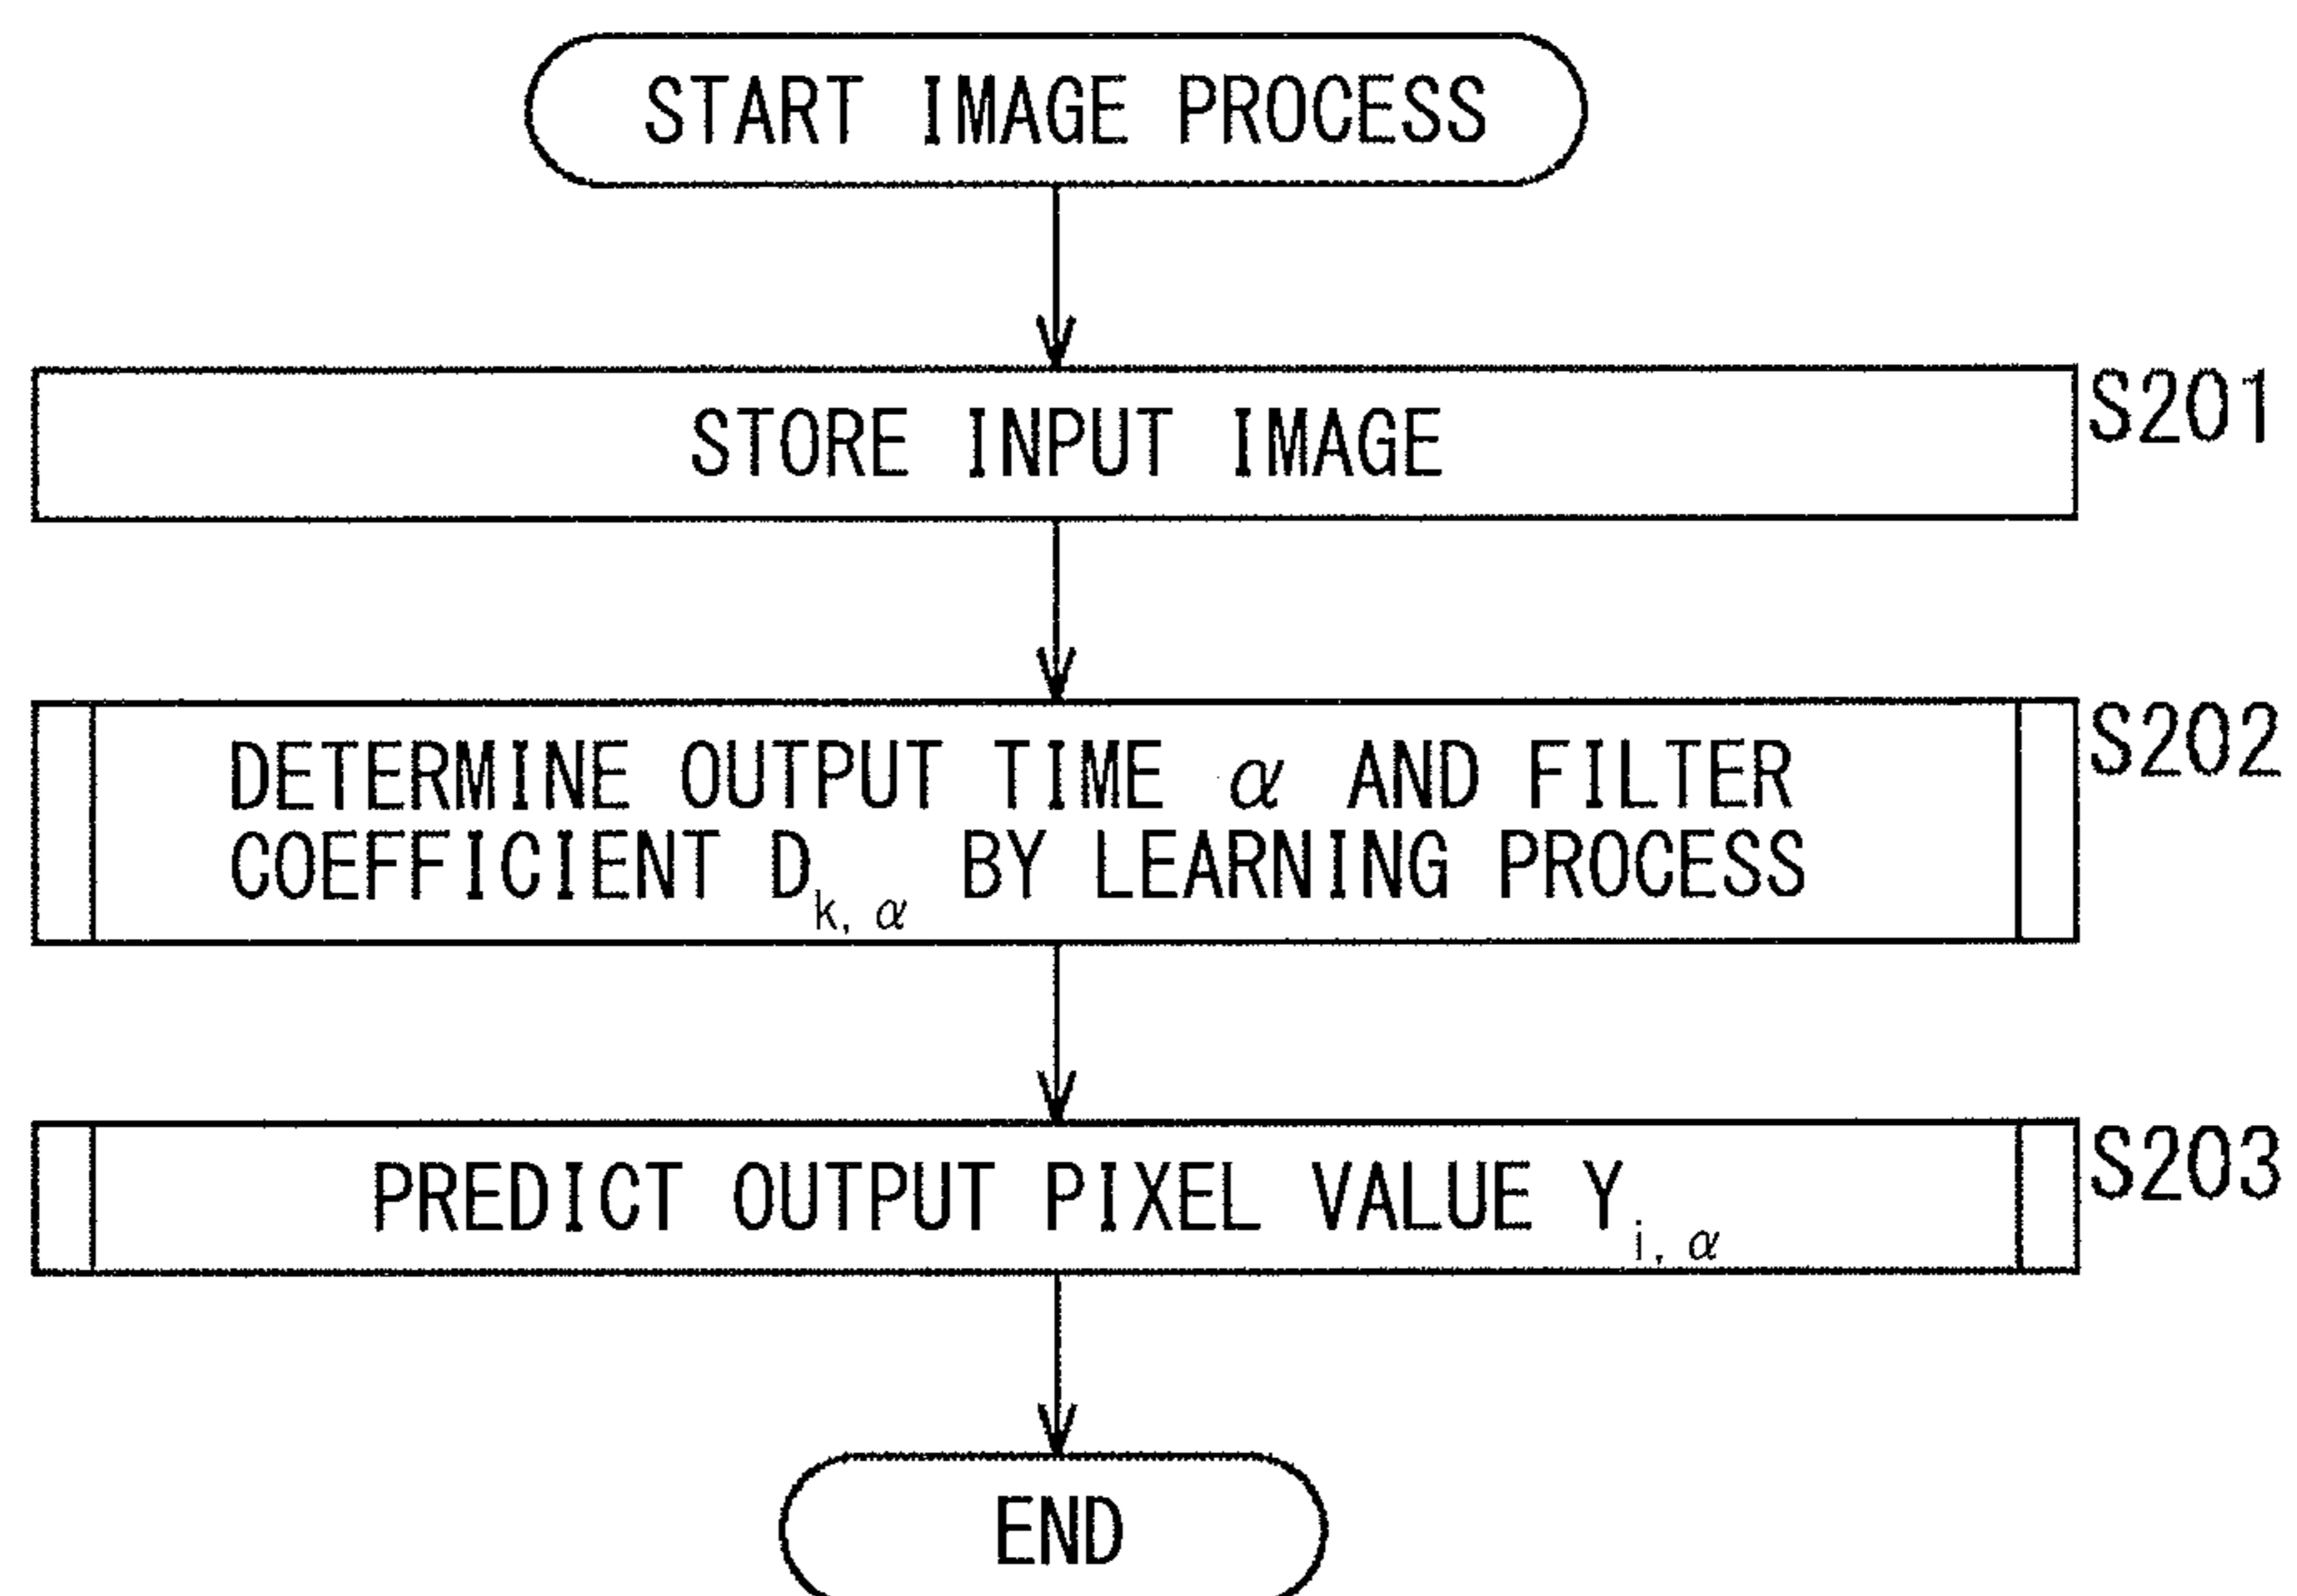 START IMAGE PROCESS
STORE INPUT IMAGE
S201
DETERMINE OUTPUT TIME α AND FILTER
COEFFICIENT Dk, α BY LEARNING PROCESS
S202
PREDICT OUTPUT PIXEL VALUE Yi, α
S203
END